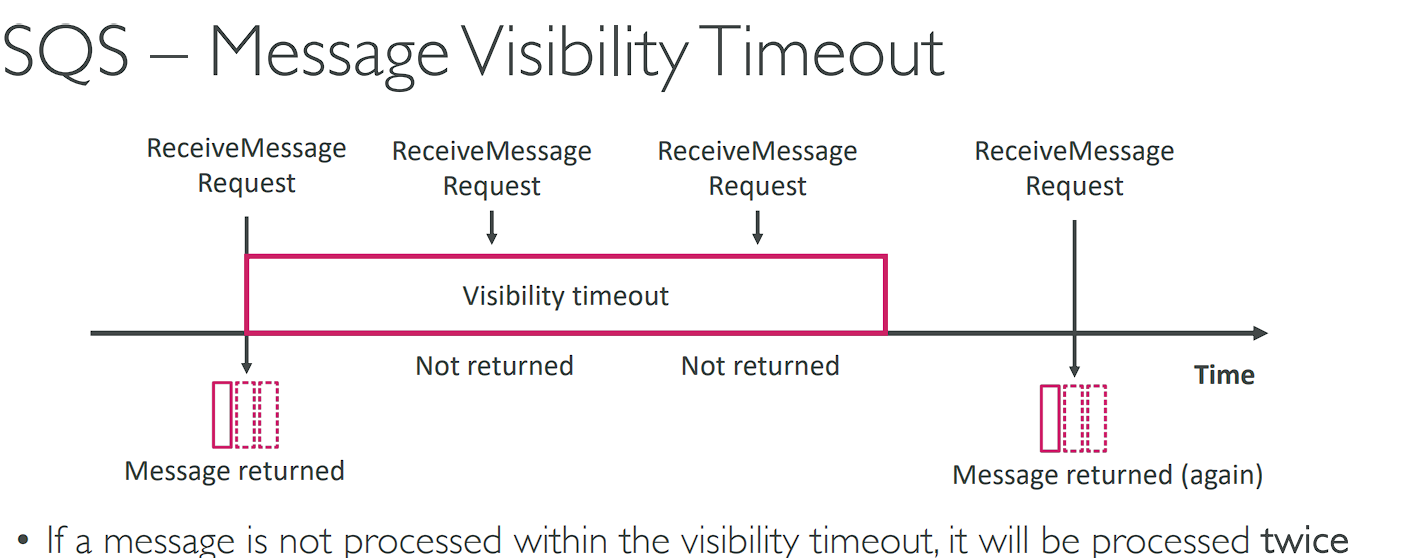 SQS – Message Visibility Timeout
ReceiveMessage Request
ReceiveMessage Request
ReceiveMessage Request
ReceiveMessage Request
Visibility timeout
Not returned
Not returned
Time
Message returned
Message returned (again)
• If a message is not processed within the visibility timeout, it will be processed twice